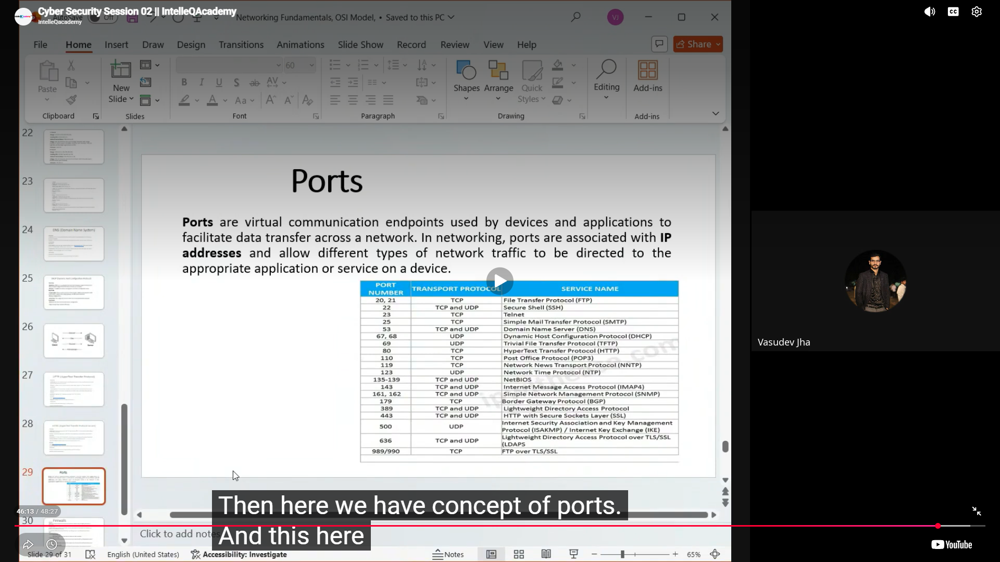 Cyber Security Session 02 || IntelleQAcademy
IntelleQacademy
AutoSave Off
Networking Fundamentals, OSI Model, • Saved to this PC
VJ
File Home Insert Draw Design Transitions Animations Slide Show Record Review View Help
Share
Paste
New Slide
60
Shapes Arrange Quick Styles
Editing
Add-ins
Clipboard Slides Font Paragraph Drawing Add-ins
22
23
24
DNS (Domain Name System)
25
26
27
HTTP (HyperText Transfer Protocol)
28
29
Ports
30
Firewalls
Ports
Ports are virtual communication endpoints used by devices and applications to
facilitate data transfer across a network. In networking, ports are associated with IP
addresses and allow different types of network traffic to be directed to the
appropriate application or service on a device.
PORT NUMBER TRANSPORT PROTOCOL SERVICE NAME
20, 21 TCP File Transfer Protocol (FTP)
22 TCP and UDP Secure Shell (SSH)
23 TCP Telnet
25 TCP Simple Mail Transfer Protocol (SMTP)
53 TCP and UDP Domain Name Server (DNS)
67, 68 UDP Dynamic Host Configuration Protocol (DHCP)
69 UDP Trivial File Transfer Protocol (TFTP)
80 TCP HyperText Transfer Protocol (HTTP)
110 TCP Post Office Protocol (POP3)
119 TCP Network News Transport Protocol (NNTP)
123 UDP Network Time Protocol (NTP)
135-139 TCP and UDP NetBIOS
143 TCP and UDP Internet Message Access Protocol (IMAP4)
161, 162 TCP and UDP Simple Network Management Protocol (SNMP)
179 TCP Border Gateway Protocol (BGP)
389 TCP and UDP Lightweight Directory Access Protocol
443 TCP and UDP HTTP with Secure Sockets Layer (SSL)
500 UDP Internet Security Association and Key Management
Protocol (ISAKMP) / Internet Key Exchange (IKE)
636 TCP and UDP Lightweight Directory Access Protocol over TLS/SSL
(LDAPS
989/990 TCP FTP over TLS/SSL
Vasudev Jha
Then here we have concept of ports.
And this here
46:13 / 48:27
Click to add notes
Slide 29 of 31 English (United States) Accessibility: Investigate Notes 65%
YouTube